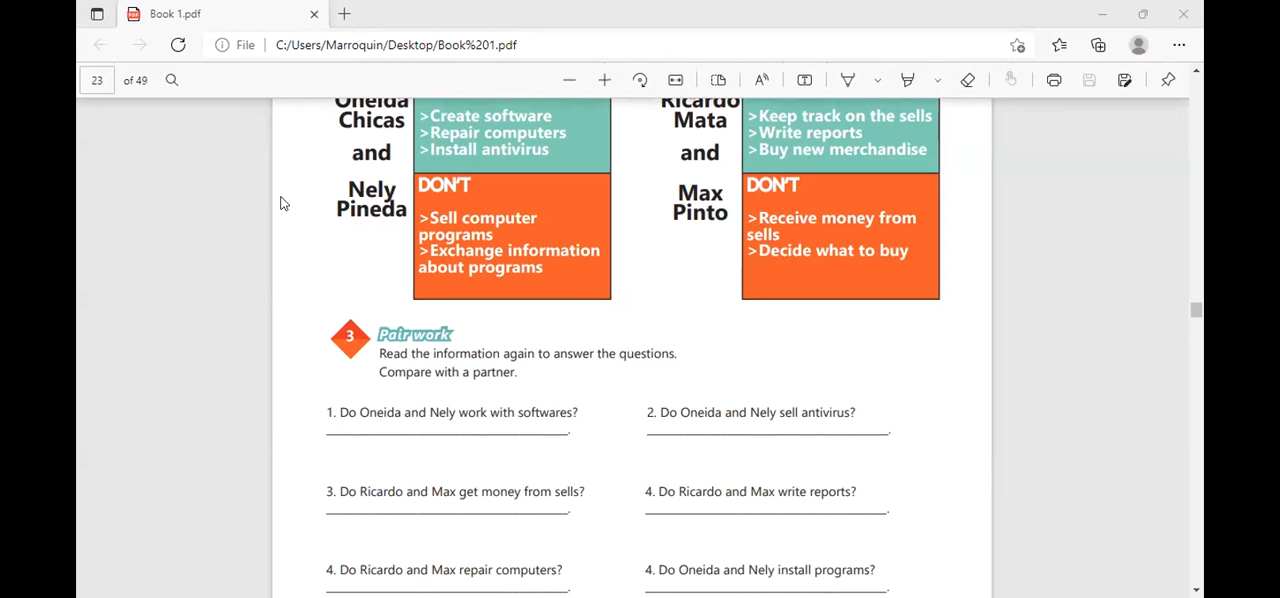 Book 1.pdf
File
C:/Users/Marroquin/Desktop/Book%201.pdf
23 of 49
Oneida
Chicas
and
Nely
Pineda
>Create software
>Repair computers
>Install antivirus
DON'T
>Sell computer
programs
>Exchange information
about programs
Ricardo
Mata
and
Max
Pinto
>Keep track on the sells
>Write reports
>Buy new merchandise
DON'T
>Receive money from
sells
>Decide what to buy
3 Pair work
Read the information again to answer the questions.
Compare with a partner.
1. Do Oneida and Nely work with softwares?
2. Do Oneida and Nely sell antivirus?
3. Do Ricardo and Max get money from sells?
4. Do Ricardo and Max write reports?
4. Do Ricardo and Max repair computers?
4. Do Oneida and Nely install programs?